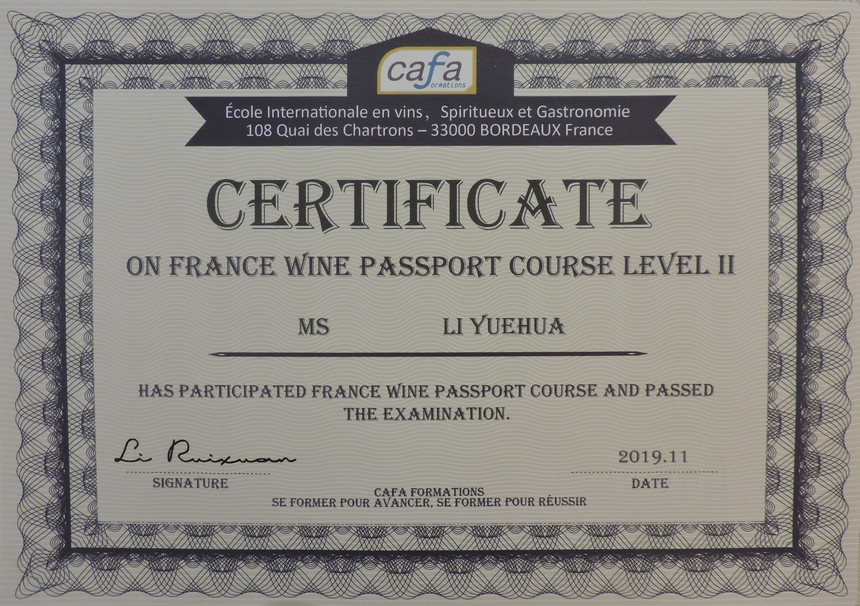 cafa
formations
École Internationale en vins, Spiritueux et Gastronomie
108 Quai des Chartrons – 33000 BORDEAUX France
CERTIFICATE
ON FRANCE WINE PASSPORT COURSE LEVEL II
MS LI YUEHUA
HAS PARTICIPATED FRANCE WINE PASSPORT COURSE AND PASSED
THE EXAMINATION.
Li Ruixuan 2019.11
SIGNATURE DATE
CAFA FORMATIONS
SE FORMER POUR AVANCER, SE FORMER POUR RÉUSSIR